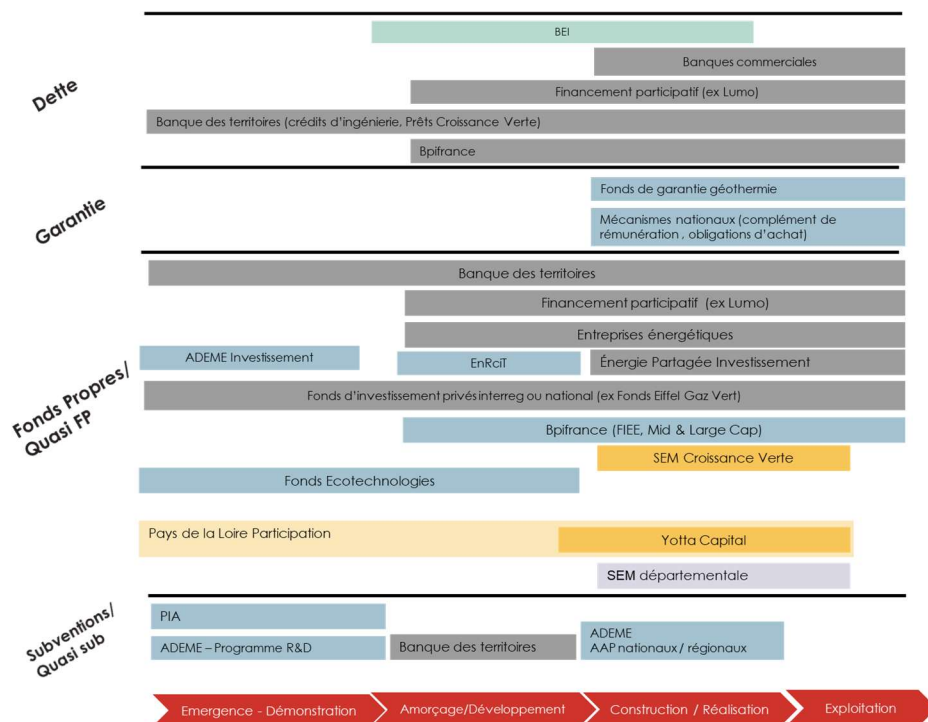 Dette
BEI
Banques commerciales
Financement participatif (ex Lumo)
Banque des territoires (crédits d'ingénierie, Prêts Croissance Verte)
Bpifrance
Garantie
Fonds de garantie géothermie
Mécanismes nationaux (complément de
rémunération , obligations d'achat)
Fonds Propres/
Quasi FP
Banque des territoires
Financement participatif (ex Lumo)
Entreprises énergétiques
ADEME Investissement
EnRciT
Énergie Partagée Investissement
Fonds d'investissement privés interreg ou national (ex Fonds Eiffel Gaz Vert)
Bpifrance (FIEE, Mid & Large Cap)
SEM Croissance Verte
Fonds Ecotechnologies
Pays de la Loire Participation
Yotta Capital
SEM départementale
Subventions/
Quasi sub
PIA
ADEME – Programme R&D
Banque des territoires
ADEME
AAP nationaux / régionaux
Emergence - Démonstration
Amorçage/Développement
Construction / Réalisation
Exploitation